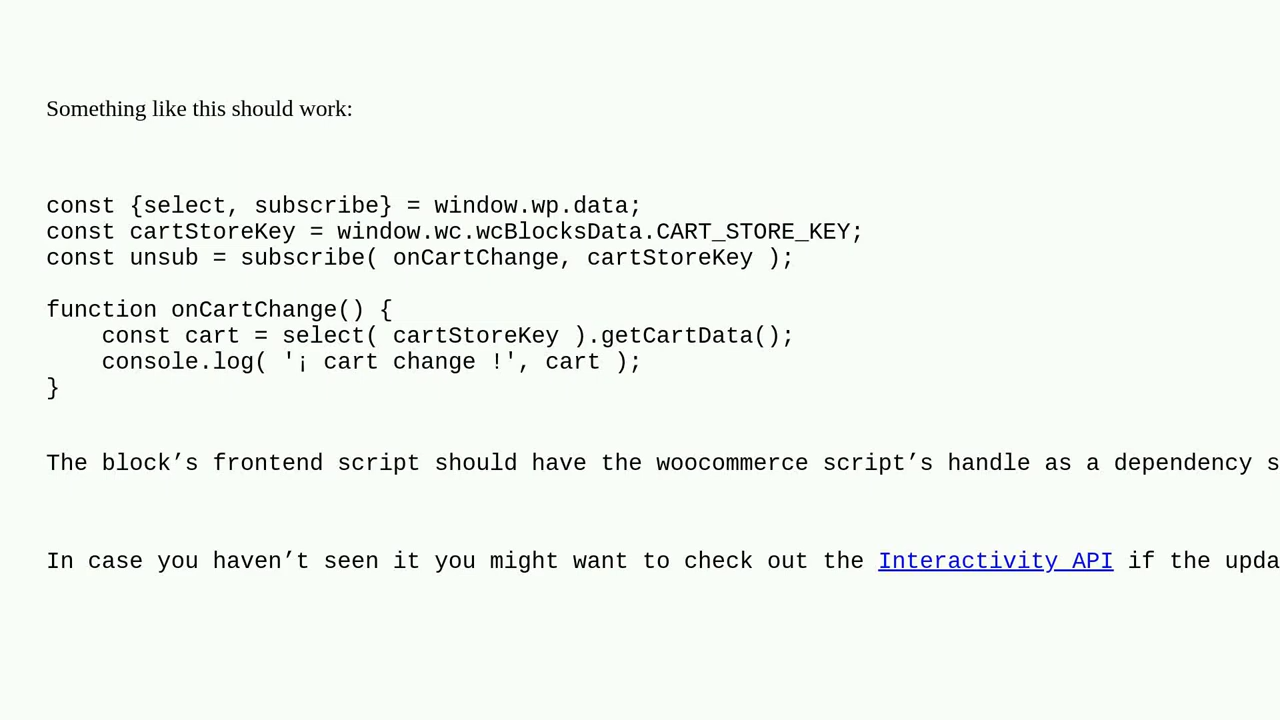 Something like this should work:
const {select, subscribe} = window.wp.data;
const cartStoreKey = window.wc.wcBlocksData.CART_STORE_KEY;
const unsub = subscribe( onCartChange, cartStoreKey );
function onCartChange() {
    const cart = select( cartStoreKey ).getCartData();
    console.log( '¡ cart change !', cart );
}
The block’s frontend script should have the woocommerce script’s handle as a dependency
In case you haven’t seen it you might want to check out the Interactivity API if the